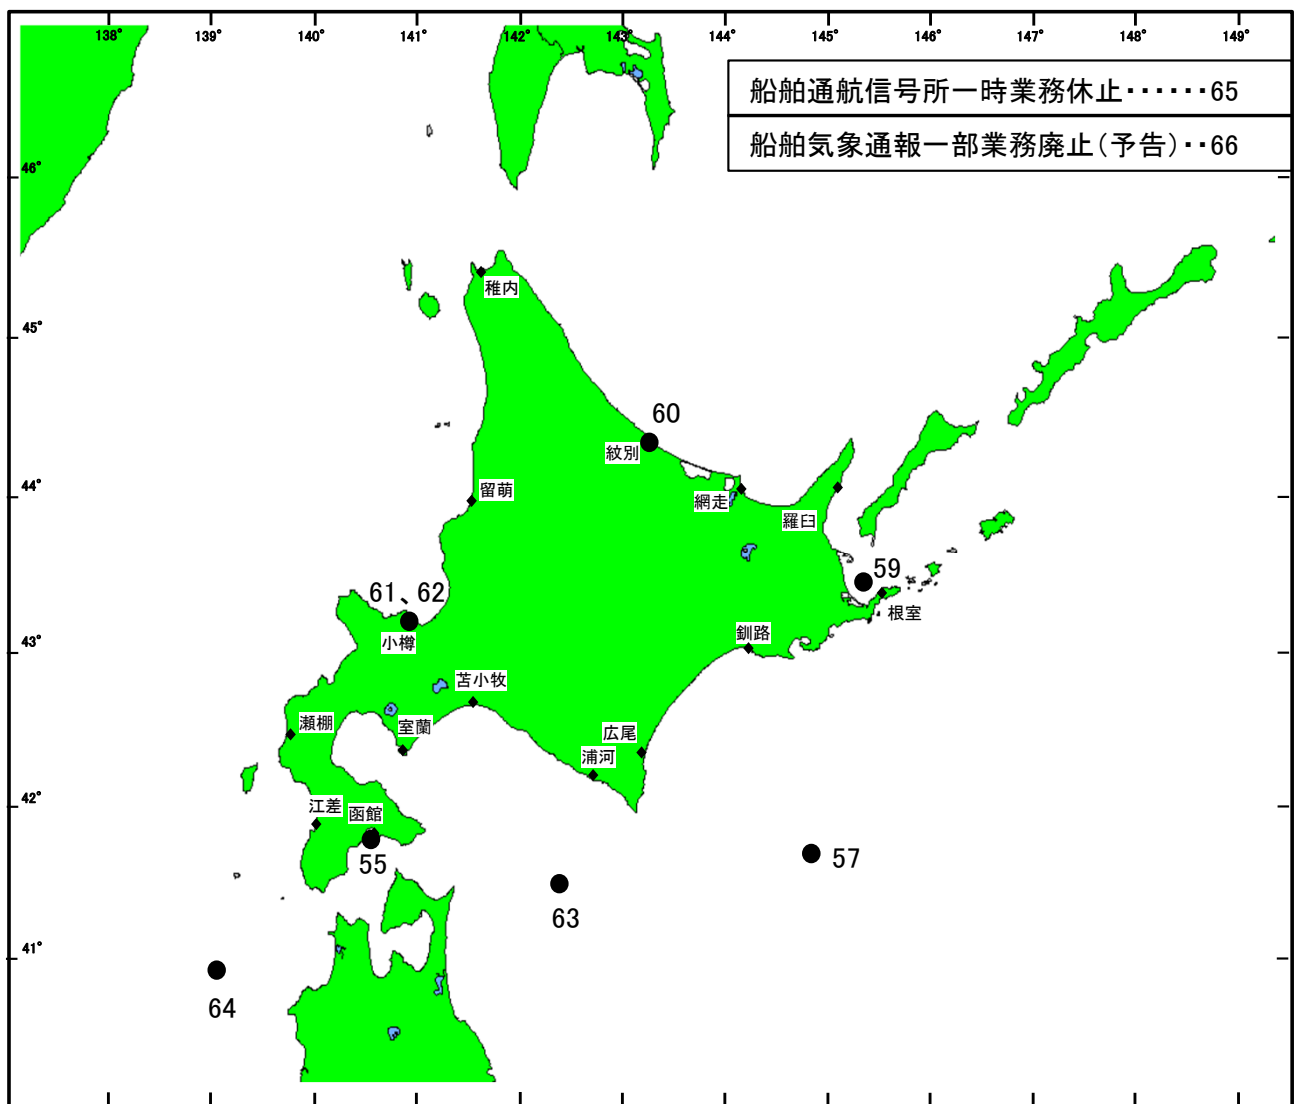 138° 139° 140° 141° 142° 143° 144° 145° 146° 147° 148° 149°
船舶通航信号所一時業務休止・・・・・・65
船舶気象通報一部業務廃止(予告)・・66
46°
稚内
45°
60
紋別
44°
留萌
網走
羅臼
59
61、62
根室
小樽
釧路
43°
苫小牧
瀬棚
室蘭
広尾
浦河
42°
江差
函館
55
57
63
41°
64